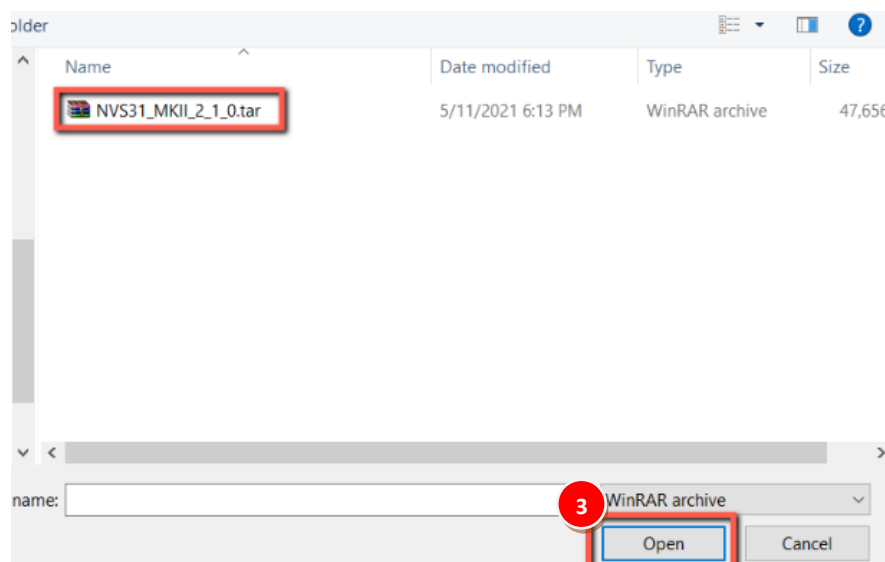 older
Name Date modified Type Size
NVS31_MKII_2_1_0.tar 5/11/2021 6:13 PM WinRAR archive 47,656
name: 3 WinRAR archive
Open Cancel